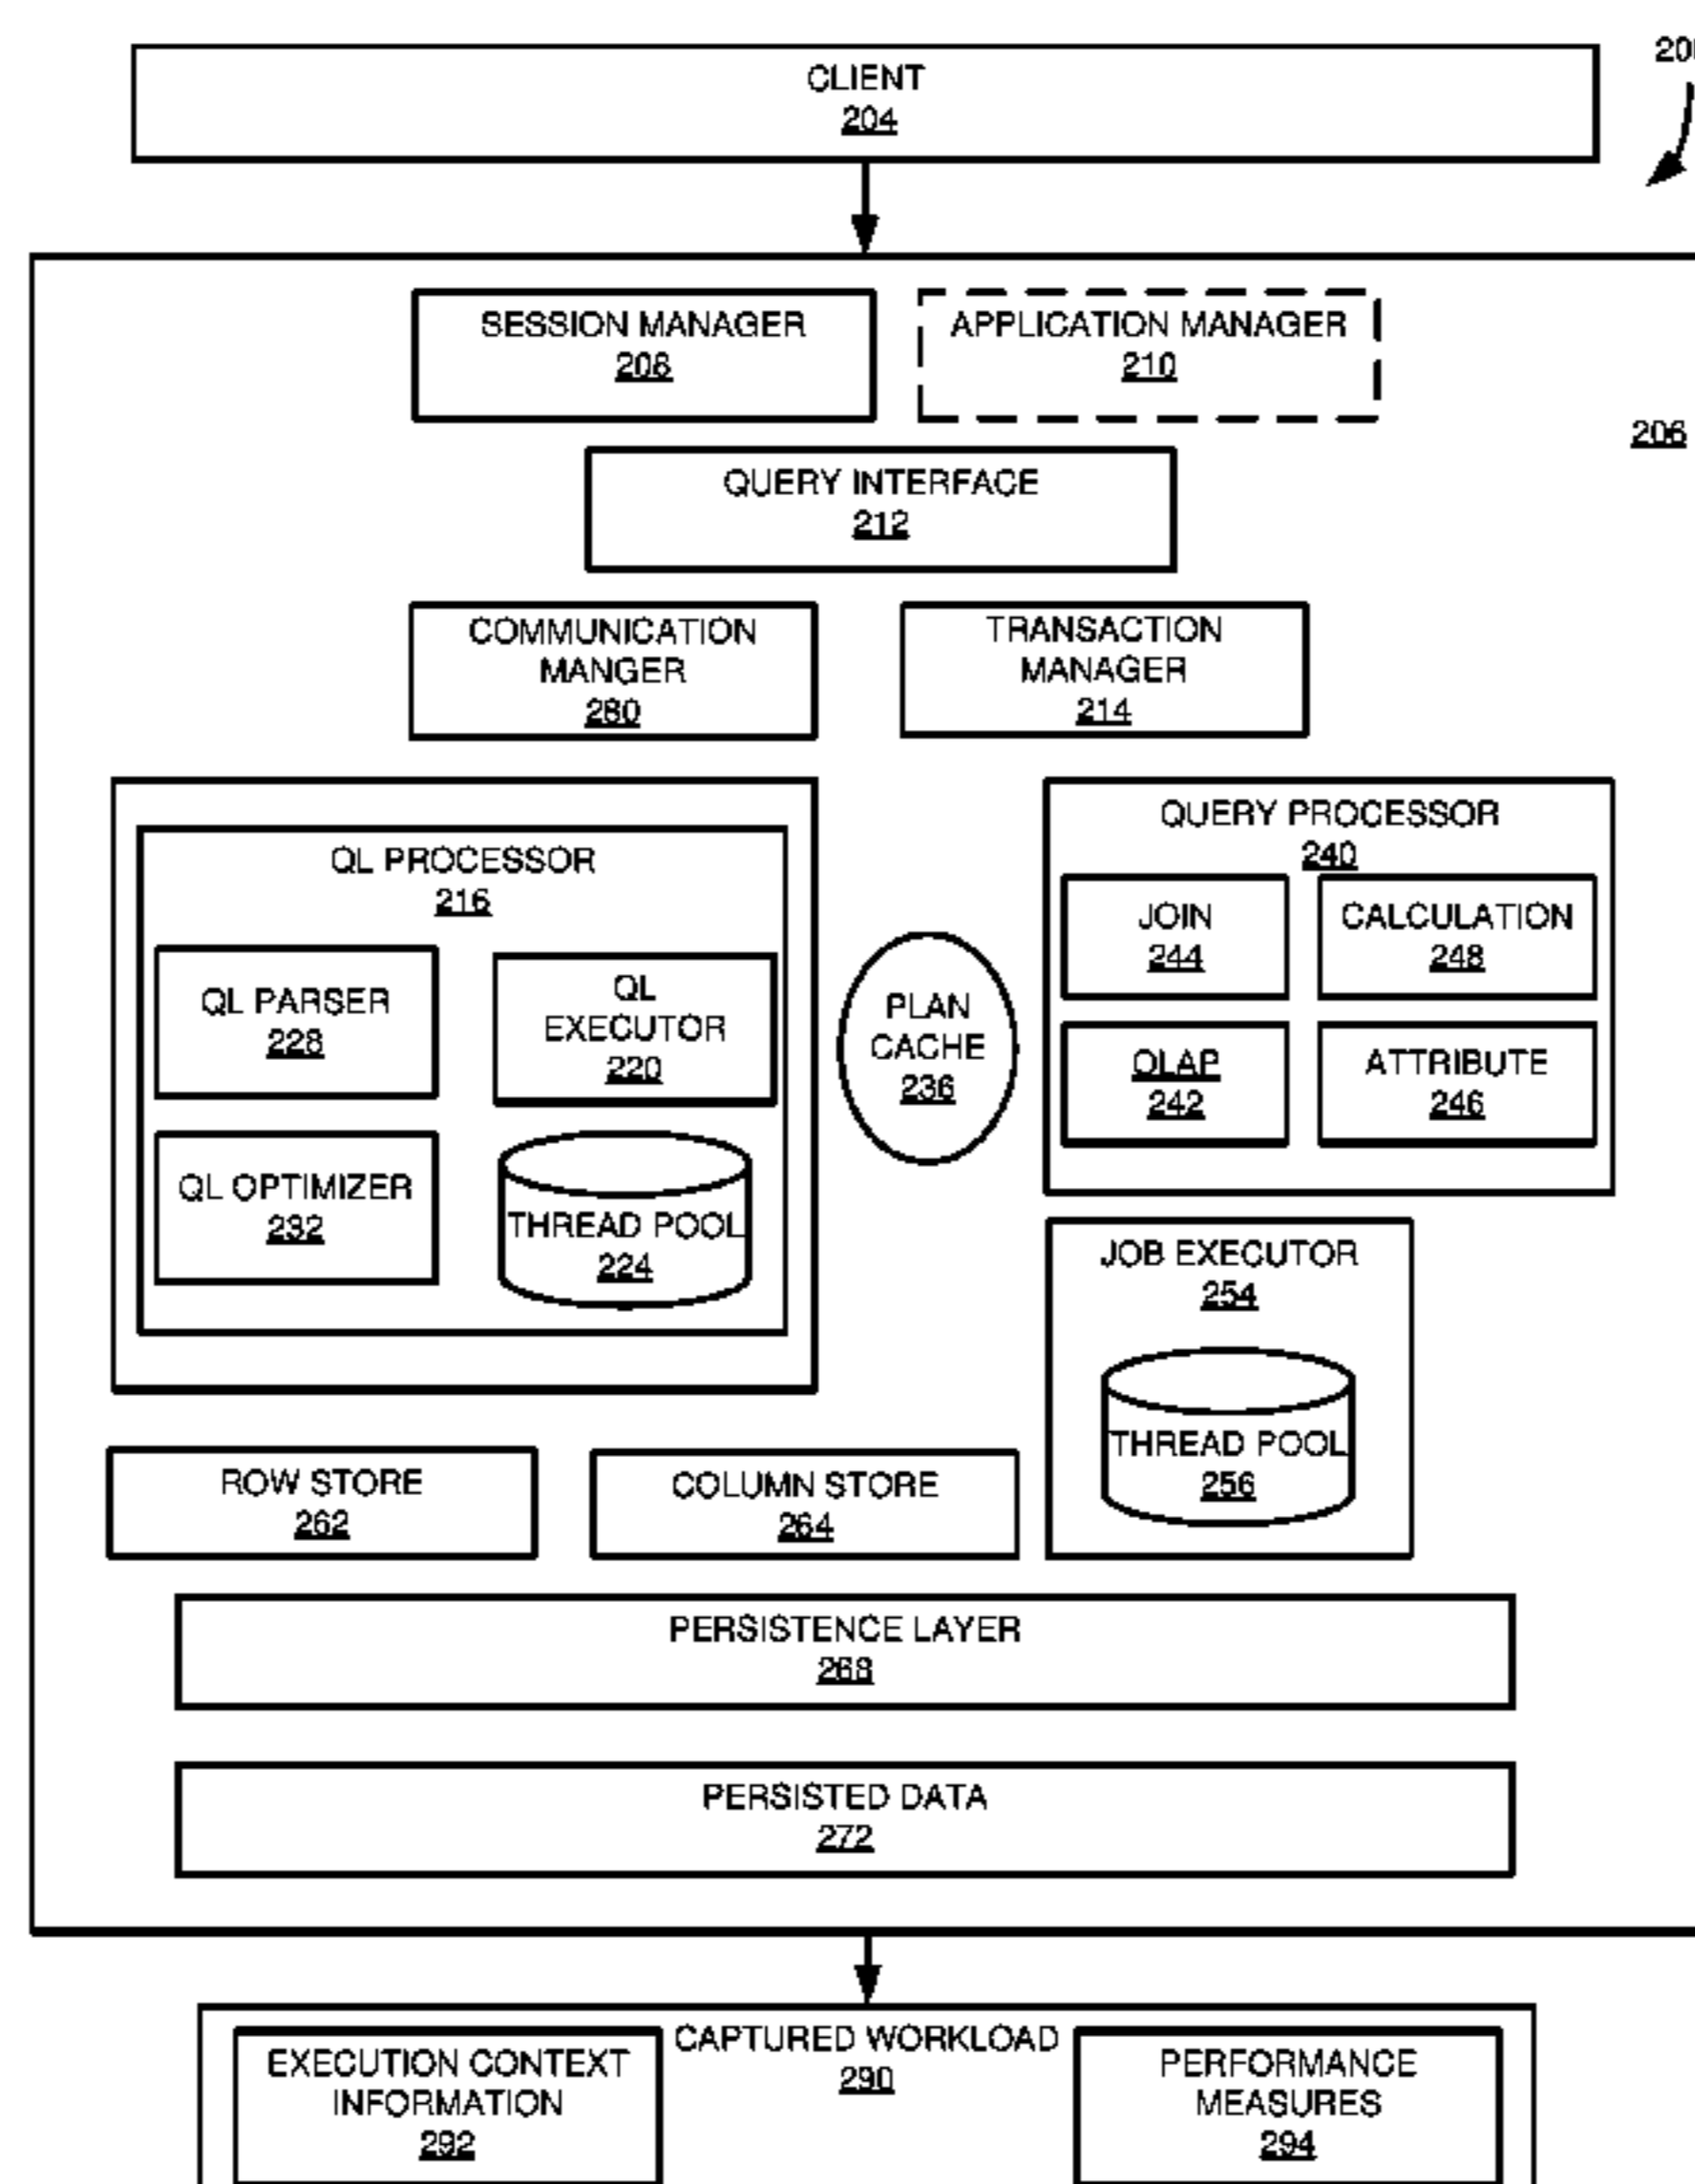 CLIENT
204
SESSION MANAGER
208
APPLICATION MANAGER
210
206
QUERY INTERFACE
212
COMMUNICATION
MANGER
280
TRANSACTION
MANAGER
214
QL PROCESSOR
216
QL PARSER
228
QL
EXECUTOR
220
QL OPTIMIZER
232
THREAD POOL
224
PLAN
CACHE
236
QUERY PROCESSOR
240
JOIN
244
CALCULATION
248
OLAP
242
ATTRIBUTE
246
JOB EXECUTOR
254
THREAD POOL
256
ROW STORE
262
COLUMN STORE
264
PERSISTENCE LAYER
268
PERSISTED DATA
272
CAPTURED WORKLOAD
290
EXECUTION CONTEXT
INFORMATION
292
PERFORMANCE
MEASURES
294